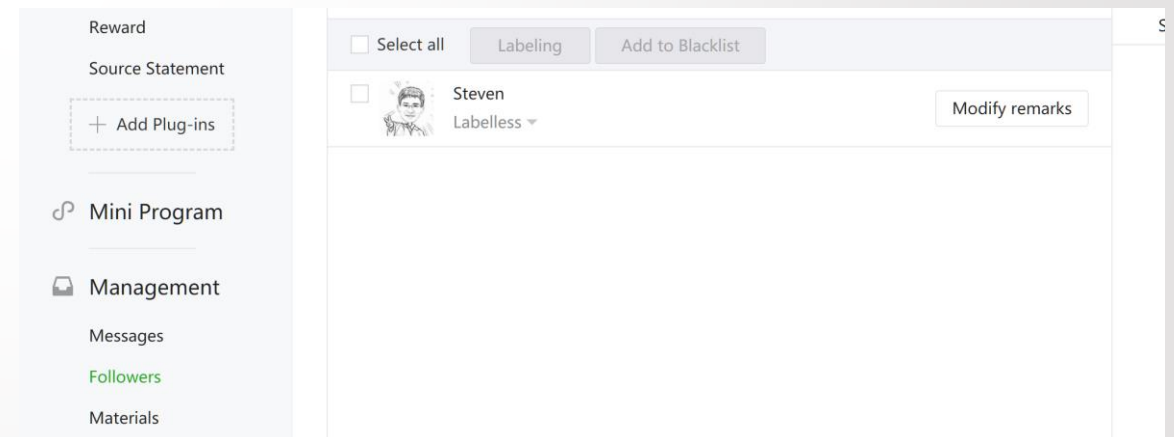 Reward
Source Statement
+ Add Plug-ins
Mini Program
Management
Messages
Followers
Materials
Select all Labeling Add to Blacklist
Steven
Labelless
Modify remarks